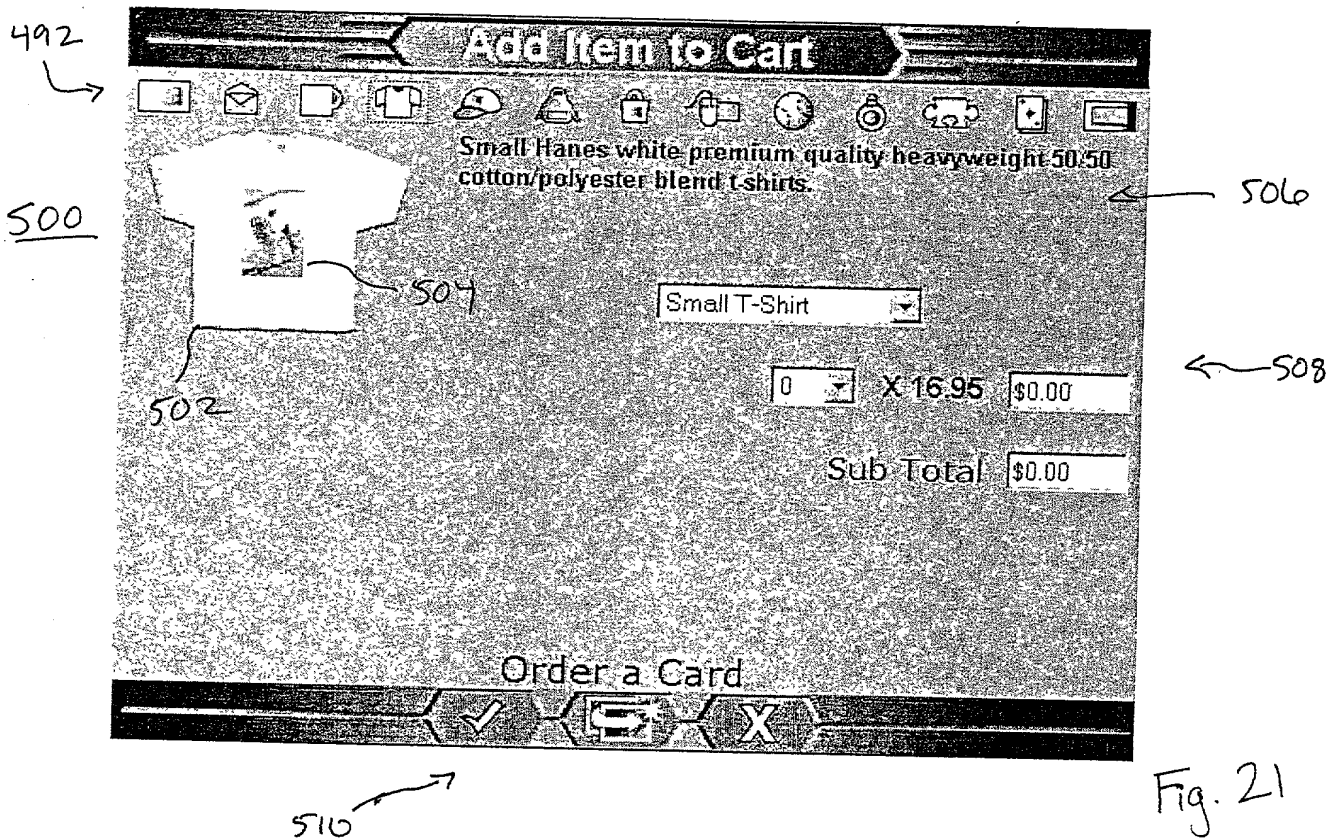 492
Add Item to Cart
Small Hanes white premium quality heavyweight 50/50
cotton/polyester blend t-shirts.
506
500
504
Small T-Shirt
508
502
0 X 16.95 $0.00
Sub Total $0.00
Order a Card
X
510
Fig. 21